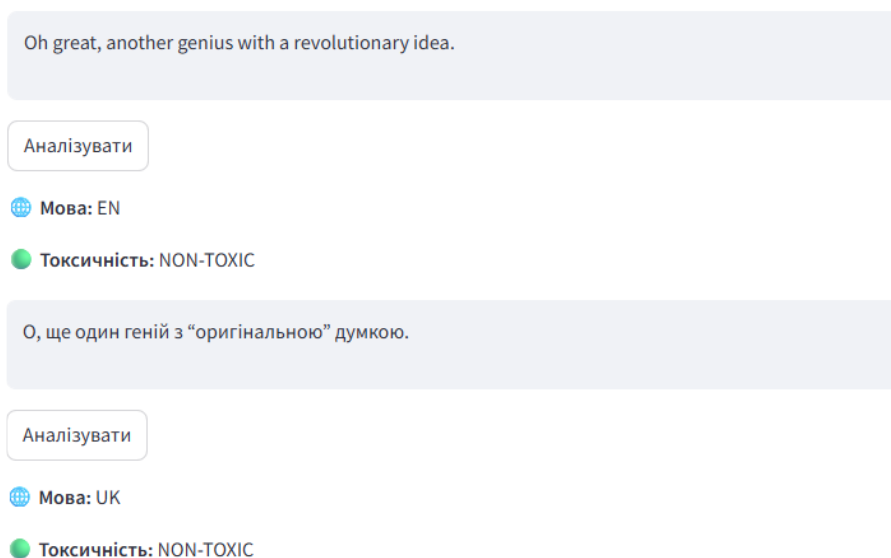 Oh great, another genius with a revolutionary idea.
Аналізувати
Мова: EN
Токсичність: NON-TOXIC
О, ще один геній з “оригінальною” думкою.
Аналізувати
Мова: UK
Токсичність: NON-TOXIC